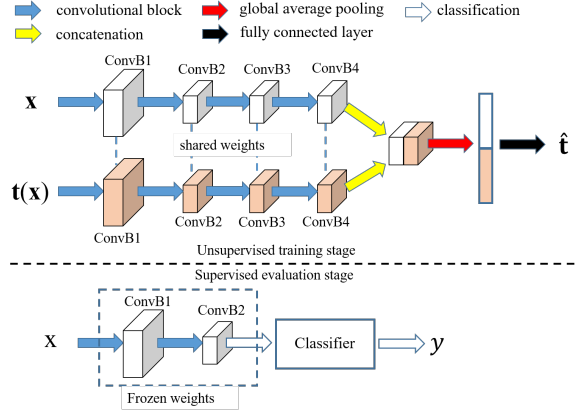 convolutional block
global average pooling
classification
concatenation
fully connected layer
ConvB1
ConvB2
ConvB3
ConvB4
x
shared weights
t̂
t(x)
ConvB1
ConvB2
ConvB3
ConvB4
Unsupervised training stage
Supervised evaluation stage
ConvB1
ConvB2
x
Classifier
y
Frozen weights